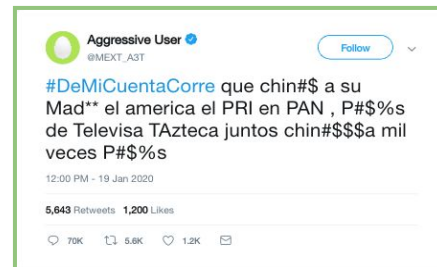 Aggressive User
@MEXT_A3T
Follow
#DeMiCuentaCorre que chin#$ a su
Mad** el america el PRI en PAN , P#$%s
de Televisa TAzteca juntos chin#$$$a mil
veces P#$%s
12:00 PM - 19 Jan 2020
5,643 Retweets 1,200 Likes
70K 5.6K 1.2K